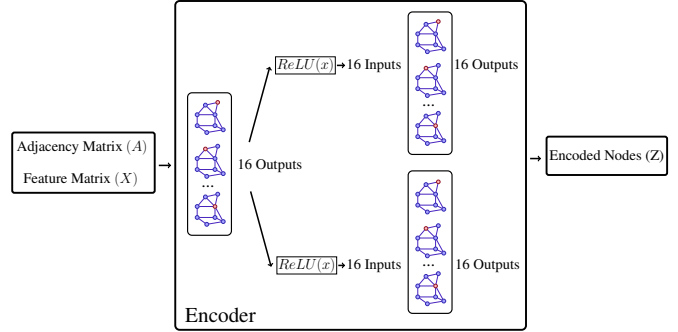 Adjacency Matrix (A)
Feature Matrix (X)
...
16 Outputs
ReLU(x)
16 Inputs
...
16 Outputs
ReLU(x)
16 Inputs
...
16 Outputs
Encoder
Encoded Nodes (Z)